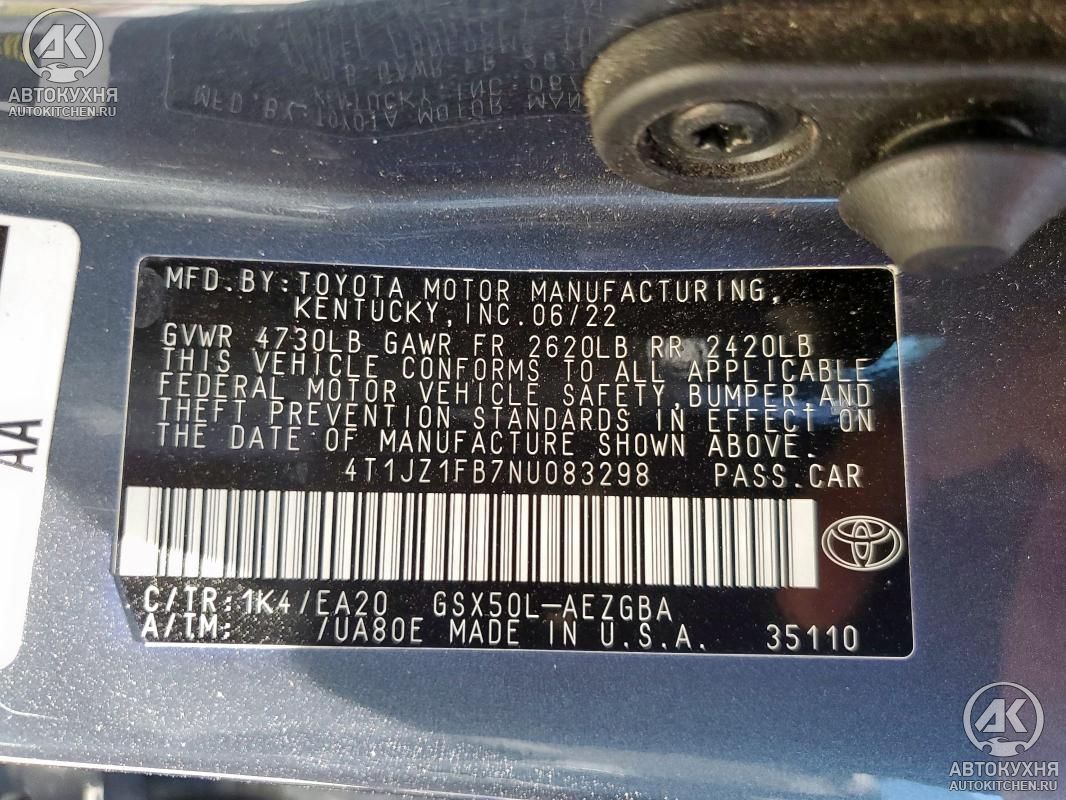 АК
АВТОКУХНЯ
AUTOKITCHEN.RU
AA
MFD.BY:TOYOTA MOTOR MANUFACTURING,
KENTUCKY,INC.06/22
GVWR 4730LB GAWR FR 2620LB RR 2420LB
THIS VEHICLE CONFORMS TO ALL APPLICABLE
FEDERAL MOTOR VEHICLE SAFETY,BUMPER,AND
THEFT PREVENTION STANDARDS IN EFFECT ON
THE DATE OF MANUFACTURE SHOWN ABOVE.
4T1JZ1FB7NU083298 PASS.CAR
C/TR:1K4/EA20 GSX50L-AEZGBA
A/TM: /UA80E MADE IN U.S.A. 35110
АК
АВТОКУХНЯ
AUTOKITCHEN.RU